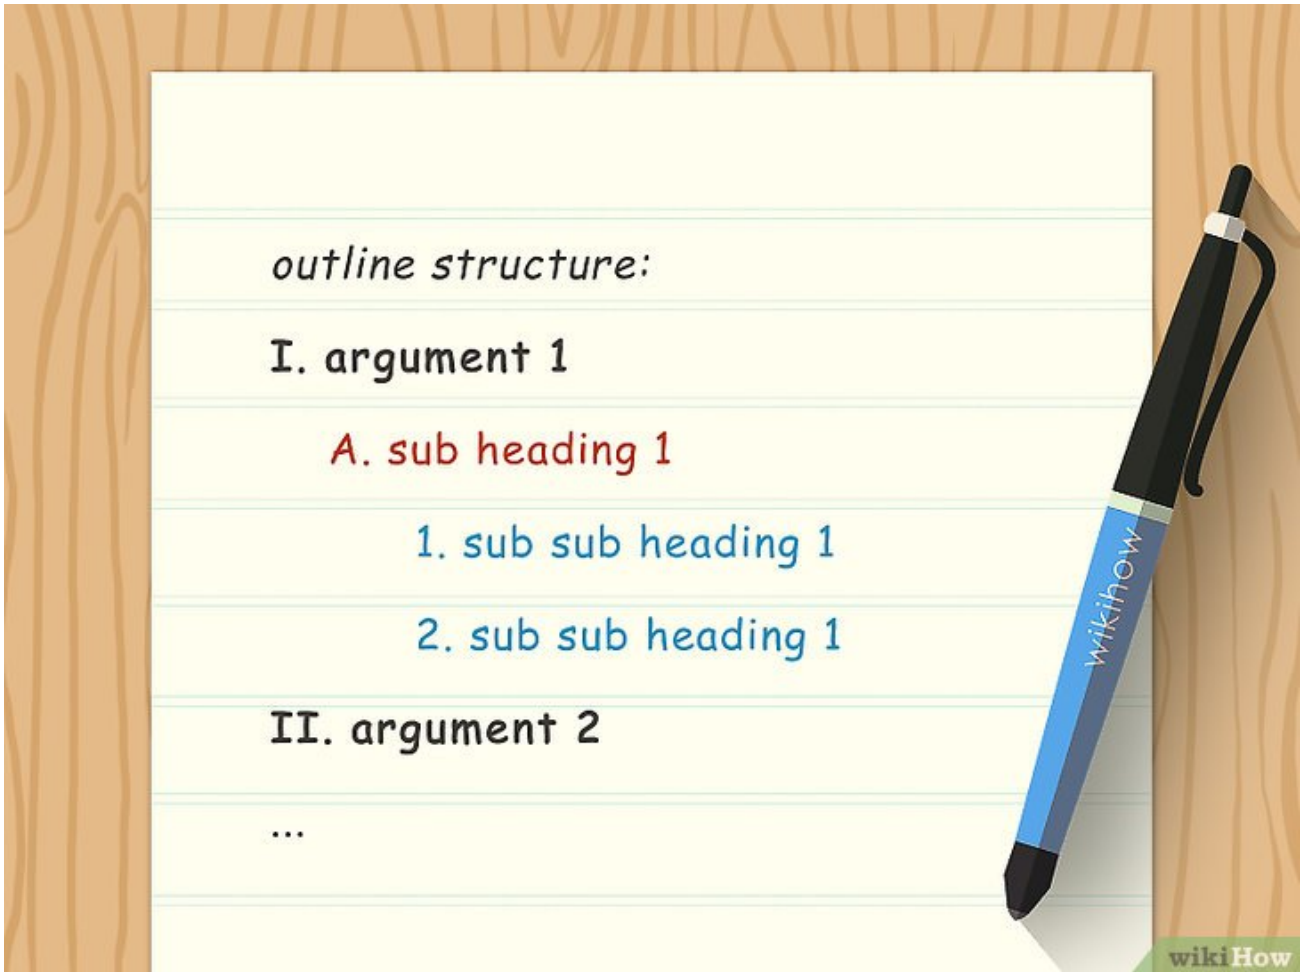 outline structure:
I. argument 1
A. sub heading 1
1. sub sub heading 1
2. sub sub heading 1
II. argument 2
...
wikihow
wikiHow